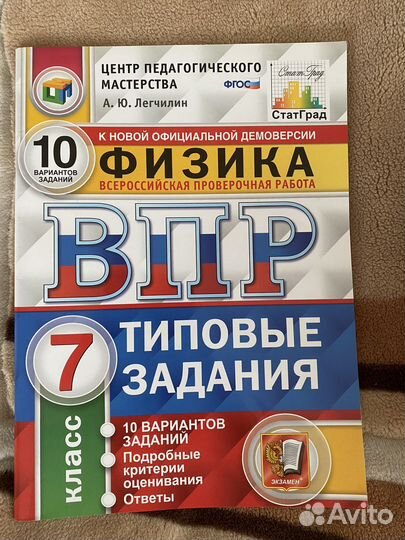 ЦЕНТР ПЕДАГОГИЧЕСКОГО
МАСТЕРСТВА
А. Ю. Легчилин
ФГОС
СтатГрад
СтатГрад
К НОВОЙ ОФИЦИАЛЬНОЙ ДЕМОВЕРСИИ
10
ВАРИАНТОВ
ЗАДАНИЙ
ФИЗИКА
ВСЕРОССИЙСКАЯ ПРОВЕРОЧНАЯ РАБОТА
ВПР
7
КЛАСС
ТИПОВЫЕ
ЗАДАНИЯ
• 10 ВАРИАНТОВ
ЗАДАНИЙ
• Подробные
критерии
оценивания
• Ответы
ЭКЗАМЕН
Avito